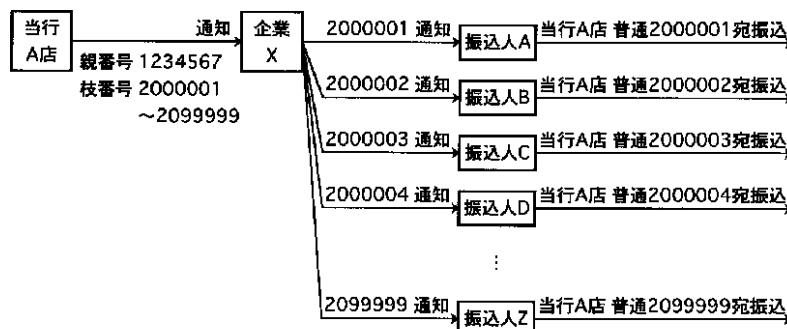 当行
A店
通知
親番号 1234567
枝番号 2000001
～2099999
企業
X
2000001 通知
振込人A
当行A店 普通2000001宛振込
2000002 通知
振込人B
当行A店 普通2000002宛振込
2000003 通知
振込人C
当行A店 普通2000003宛振込
2000004 通知
振込人D
当行A店 普通2000004宛振込
⋮
2099999 通知
振込人Z
当行A店 普通2099999宛振込